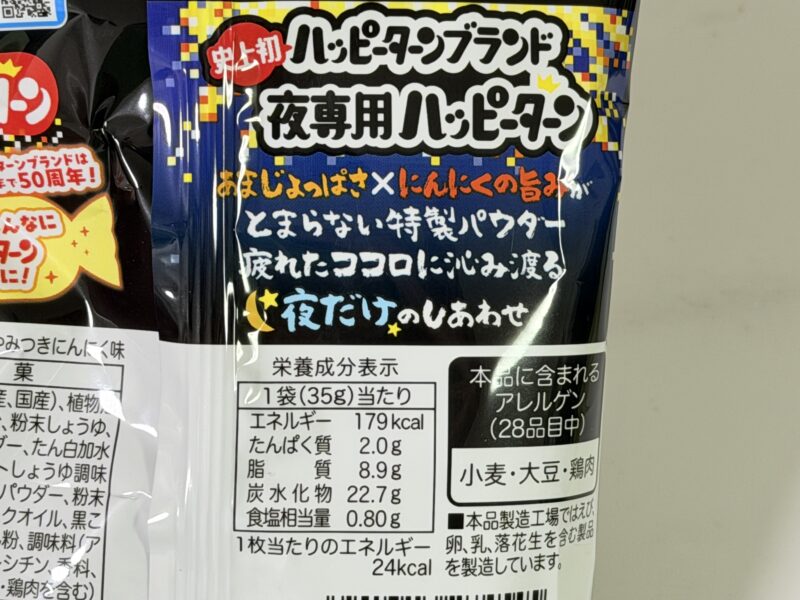 史上初
ハッピーターンブランド
夜専用ハッピーターン
あまじょっぱさ×にんにくの旨みが
とまらない特製パウダー
疲れたココロに沁み渡る
夜だけのしあわせ
ターンブランドは
50周年!
んなに
ターン
に!
やみつきにんにく味
菓
、国産)、植物
、粉末しょうゆ、
ダー、たん白加水
しょうゆ調味
パウダー、粉末
クオイル、黒こ
粉、調味料(ア
シチン、香料、
・鶏肉を含む)
栄養成分表示
1袋(35g)当たり
エネルギー 179kcal
たんぱく質 2.0g
脂質 8.9g
炭水化物 22.7g
食塩相当量 0.80g
1枚当たりのエネルギー
24kcal
本品に含まれる
アレルゲン
(28品目中)
小麦・大豆・鶏肉
■本品製造工場ではえび、
卵、乳、落花生を含む製品
を製造しています。